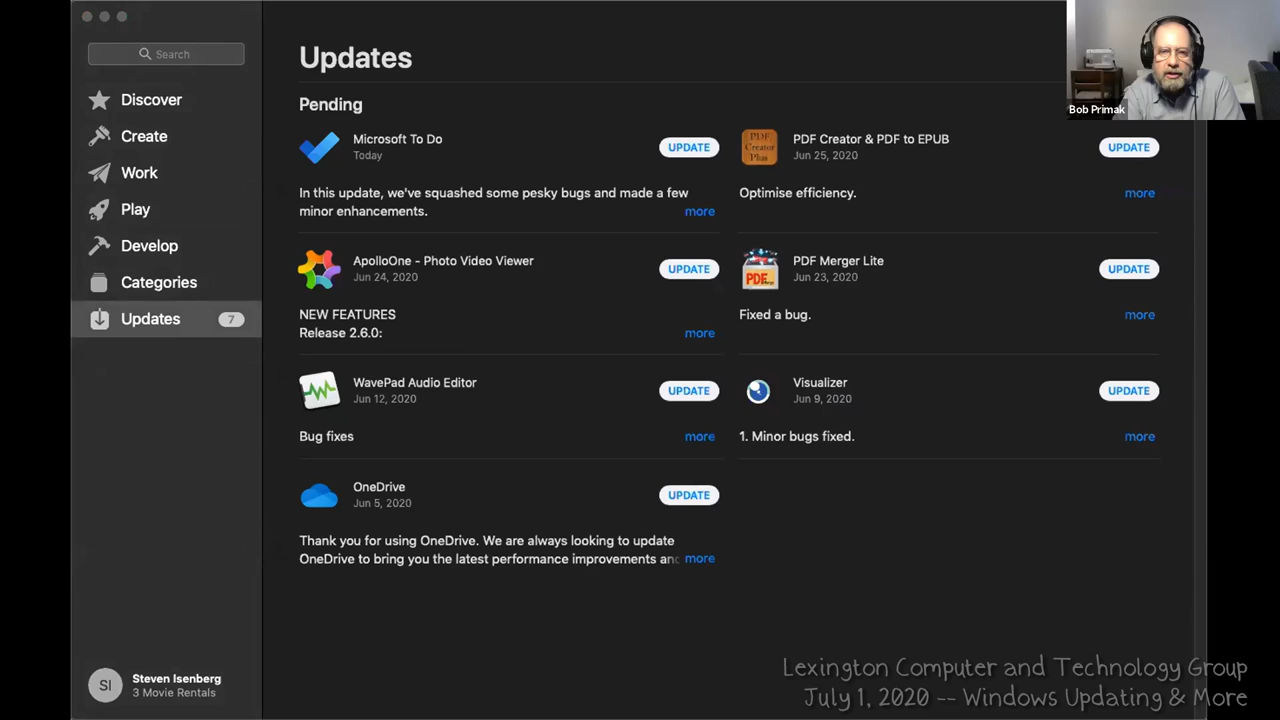 Search
Discover
Create
Work
Play
Develop
Categories
Updates 7
Steven Isenberg
SI
3 Movie Rentals
Updates
Pending
Microsoft To Do
Today
UPDATE
In this update, we've squashed some pesky bugs and made a few
minor enhancements. more
PDF Creator & PDF to EPUB
Jun 25, 2020
UPDATE
PDF
Creator
Plus
Optimise efficiency. more
ApolloOne - Photo Video Viewer
Jun 24, 2020
UPDATE
NEW FEATURES
Release 2.6.0: more
PDF Merger Lite
Jun 23, 2020
UPDATE
PDF
Fixed a bug. more
WavePad Audio Editor
Jun 12, 2020
UPDATE
Bug fixes more
Visualizer
Jun 9, 2020
UPDATE
1. Minor bugs fixed. more
OneDrive
Jun 5, 2020
UPDATE
Thank you for using OneDrive. We are always looking to update
OneDrive to bring you the latest performance improvements and more
Bob Primak
Lexington Computer and Technology Group
July 1, 2020 -- Windows Updating & More